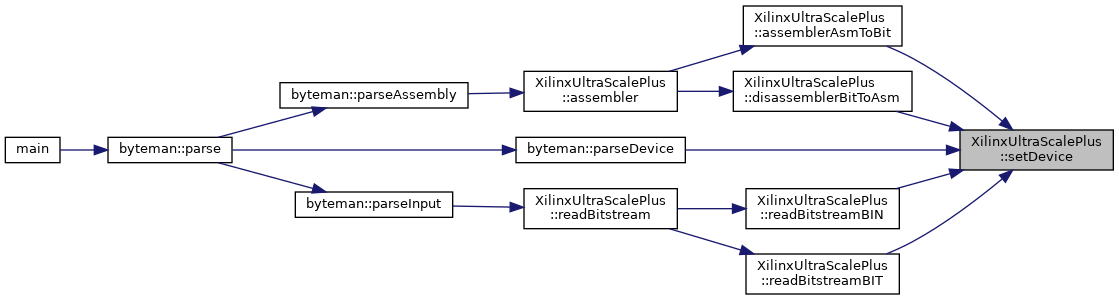 XilinxUltraScalePlus
::assemblerAsmToBit
XilinxUltraScalePlus
::disassemblerBitToAsm
XilinxUltraScalePlus
::assembler
byteman::parseAssembly
XilinxUltraScalePlus
::setDevice
main
byteman::parse
byteman::parseDevice
byteman::parseInput
XilinxUltraScalePlus
::readBitstream
XilinxUltraScalePlus
::readBitstreamBIN
XilinxUltraScalePlus
::readBitstreamBIT